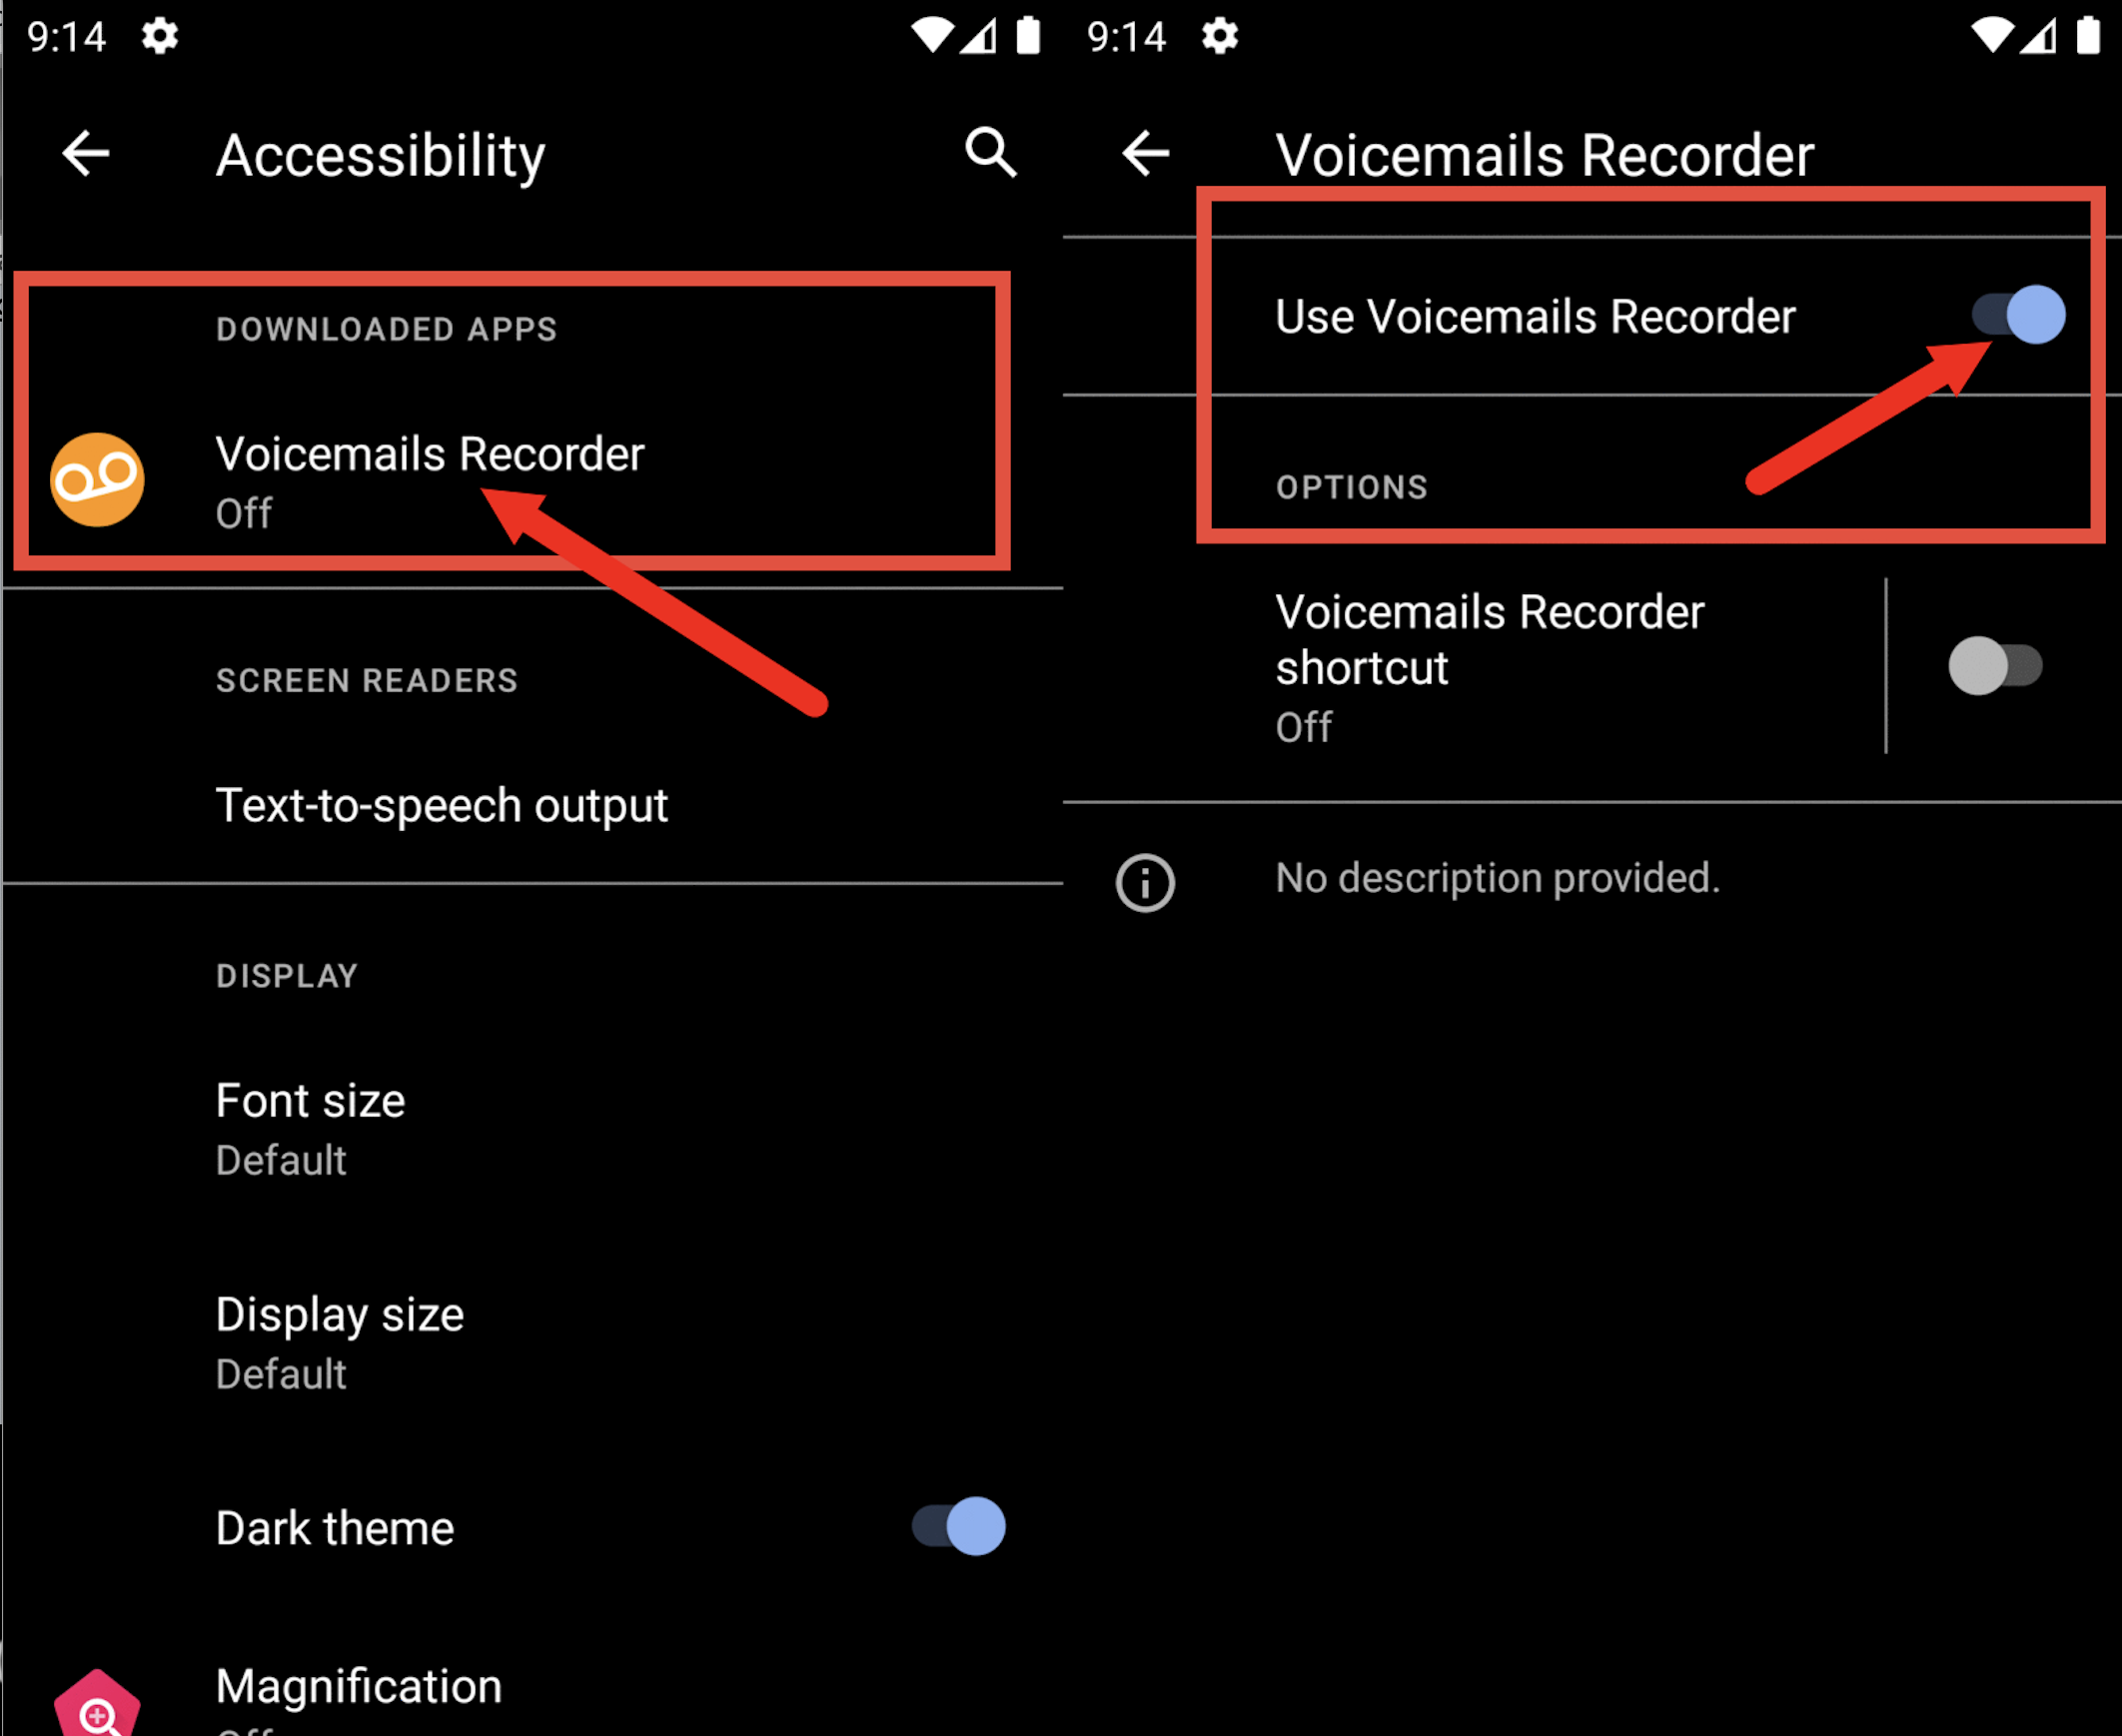 9:14
Accessibility
DOWNLOADED APPS
Voicemails Recorder
Off
SCREEN READERS
Text-to-speech output
DISPLAY
Font size
Default
Display size
Default
Dark theme
Magnification
Off
9:14
Voicemails Recorder
Use Voicemails Recorder
OPTIONS
Voicemails Recorder
shortcut
Off
No description provided.